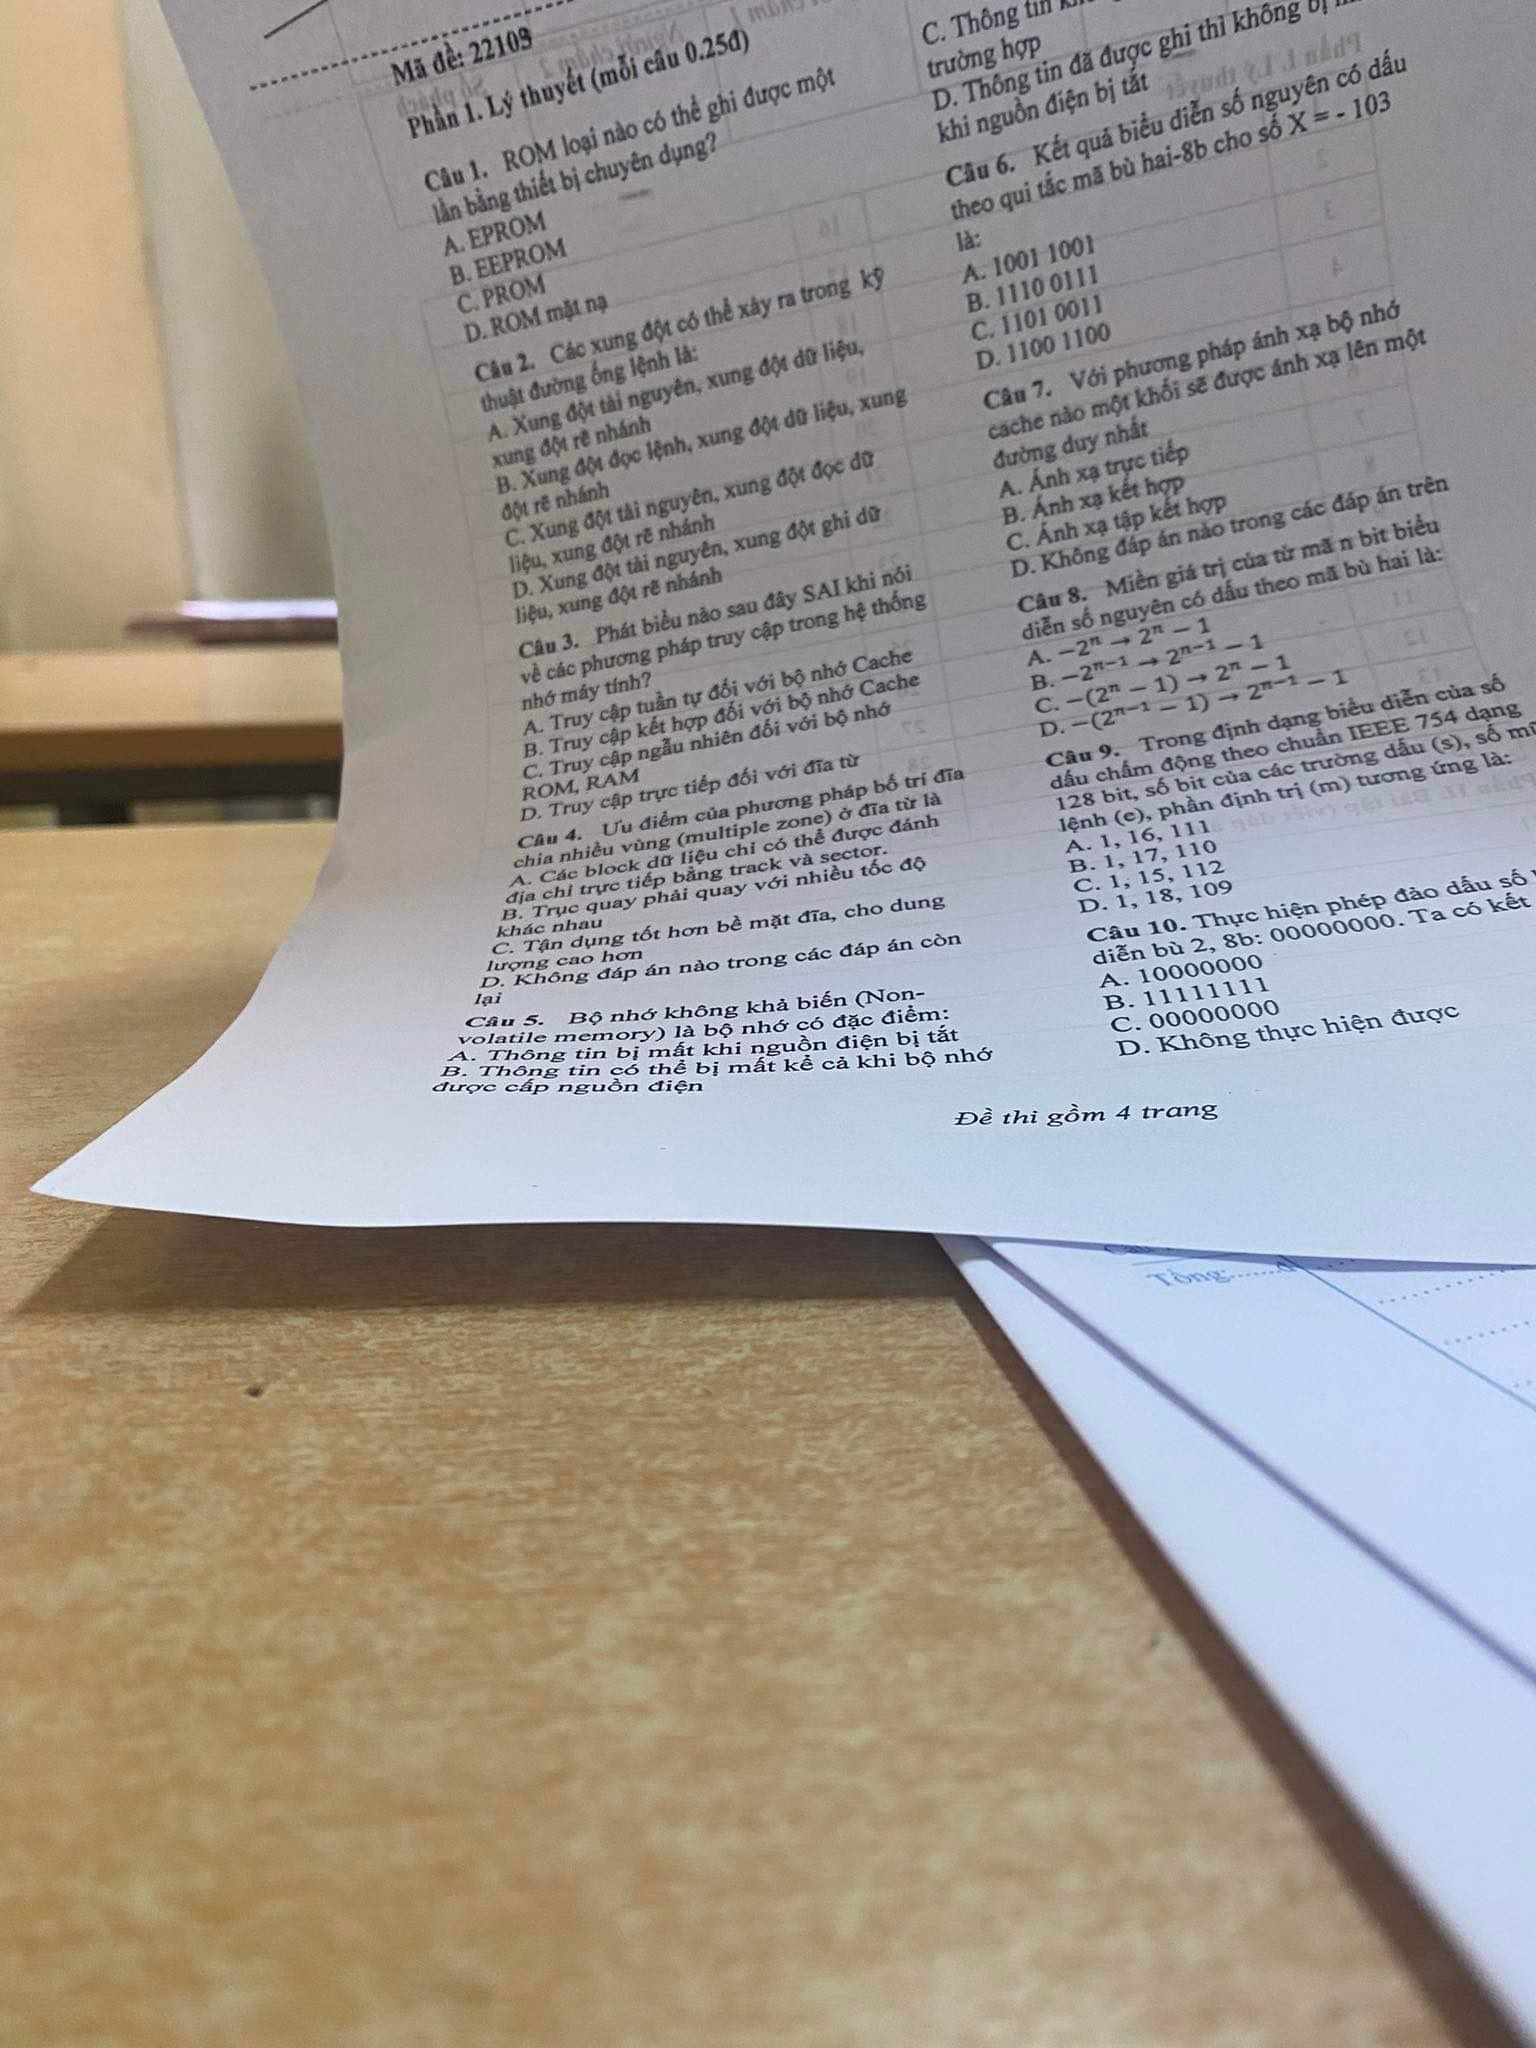 Mã đề: 22103
Phần 1. Lý thuyết (mỗi câu 0.25đ)
Câu 1. ROM loại nào có thể ghi được một
lần bằng thiết bị chuyên dụng?
A. EPROM
B. EEPROM
C. PROM
D. ROM mặt nạ
Câu 2. Các xung đột có thể xảy ra trong kỹ
thuật đường ống lệnh là:
A. Xung đột tài nguyên, xung đột dữ liệu,
xung đột rẽ nhánh
B. Xung đột đọc lệnh, xung đột dữ liệu, xung
đột rẽ nhánh
C. Xung đột tài nguyên, xung đột đọc dữ
liệu, xung đột rẽ nhánh
D. Xung đột tài nguyên, xung đột ghi dữ
liệu, xung đột rẽ nhánh
Câu 3. Phát biểu nào sau đây SAI khi nói
về các phương pháp truy cập trong hệ thống
nhớ máy tính?
A. Truy cập tuần tự đối với bộ nhớ Cache
B. Truy cập kết hợp đối với bộ nhớ Cache
C. Truy cập ngẫu nhiên đối với bộ nhớ
ROM, RAM
D. Truy cập trực tiếp đối với đĩa từ
Câu 4. Ưu điểm của phương pháp bố trí đĩa
chia nhiều vùng (multiple zone) ở đĩa từ là
A. Các block dữ liệu chỉ có thể được đánh
địa chỉ trực tiếp bằng track và sector.
B. Trục quay phải quay với nhiều tốc độ
khác nhau
C. Tận dụng tốt hơn bề mặt đĩa, cho dung
lượng cao hơn
D. Không đáp án nào trong các đáp án còn
lại
Câu 5. Bộ nhớ không khả biến (Non-
volatile memory) là bộ nhớ có đặc điểm:
A. Thông tin bị mất khi nguồn điện bị tắt
B. Thông tin có thể bị mất kể cả khi bộ nhớ
được cấp nguồn điện
C. Thông tin
trường hợp
D. Thông tin đã được ghi thì không bị
khi nguồn điện bị tắt
Câu 6. Kết quả biểu diễn số nguyên có dấu
theo qui tắc mã bù hai-8b cho số X = - 103
là:
A. 1001 1001
B. 1110 0111
C. 1101 0011
D. 1100 1100
Câu 7. Với phương pháp ánh xạ bộ nhớ
cache nào một khối sẽ được ánh xạ lên một
đường duy nhất
A. Ánh xạ trực tiếp
B. Ánh xạ kết hợp
C. Ánh xạ tập kết hợp
D. Không đáp án nào trong các đáp án trên
Câu 8. Miền giá trị của từ mã n bit biểu
diễn số nguyên có dấu theo mã bù hai là:
A. −2ⁿ → 2ⁿ − 1
B. −2ⁿ⁻¹ → 2ⁿ⁻¹ − 1
C. −(2ⁿ − 1) → 2ⁿ − 1
D. −(2ⁿ⁻¹ − 1) → 2ⁿ⁻¹ − 1
Câu 9. Trong định dạng biểu diễn của số
dấu chấm động theo chuẩn IEEE 754 dạng
128 bit, số bit của các trường dấu (s), số mũ
lệnh (e), phần định trị (m) tương ứng là:
A. 1, 16, 111
B. 1, 17, 110
C. 1, 15, 112
D. 1, 18, 109
Câu 10. Thực hiện phép đảo dấu số
diễn bù 2, 8b: 00000000. Ta có kết
A. 10000000
B. 11111111
C. 00000000
D. Không thực hiện được
Đề thi gồm 4 trang
Tổng:........đ